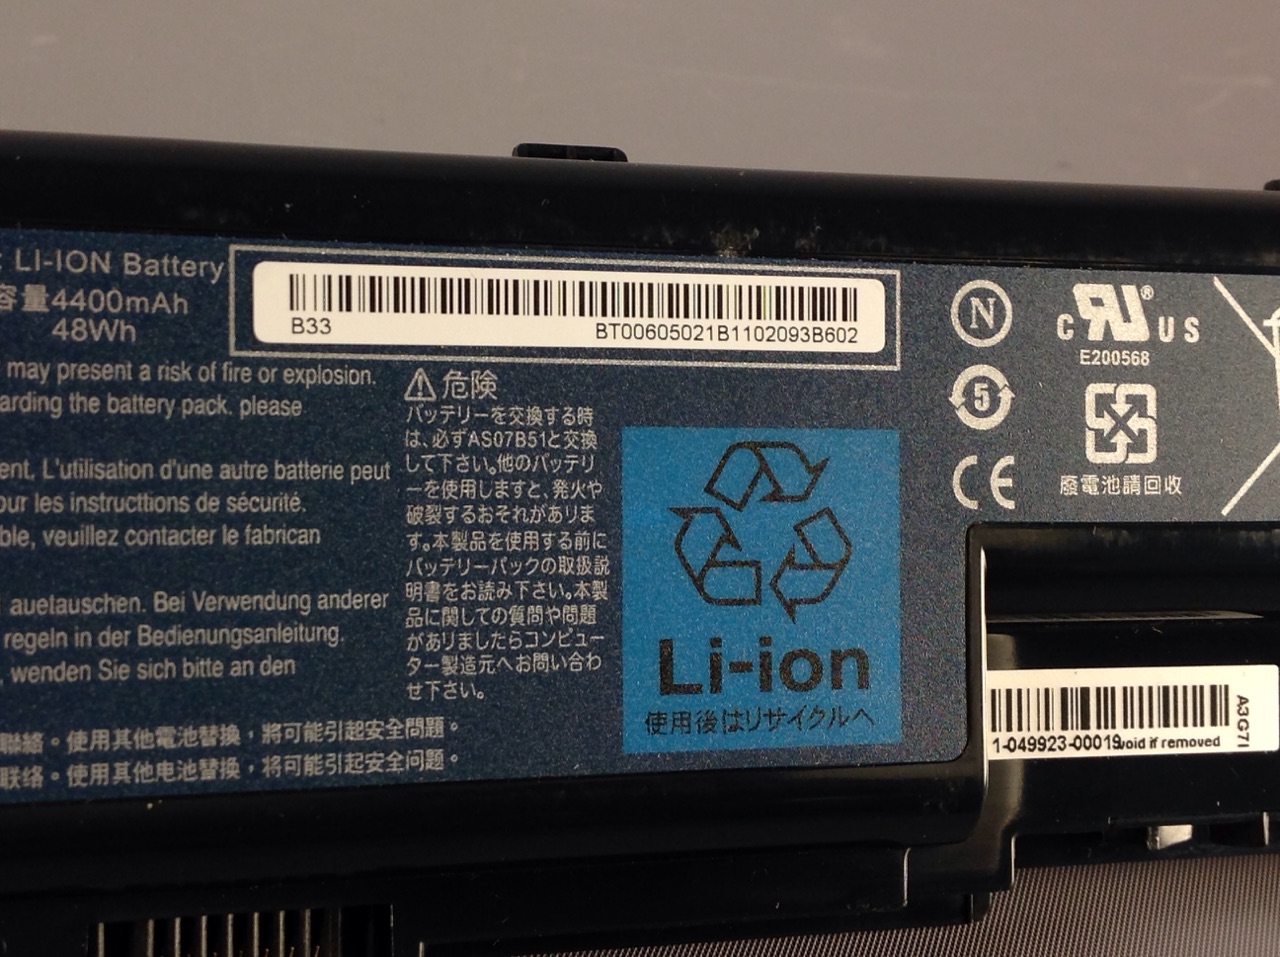 : LI-ION Battery
容量4400mAh
48Wh
B33
BT00605021B1102093B602
may present a risk of fire or explosion.
arding the battery pack. please
ent. L'utilisation d'une autre batterie peut
our les instructtions de sécurité.
ble, veuillez contacter le fabrican
auetauschen. Bei Verwendung anderer
regeln in der Bedienungsanleitung.
, wenden Sie sich bitte an den
聯絡。使用其他電池替換，將可能引起安全問題。
联络。使用其他电池替换，将可能引起安全问题。
危険
バッテリーを交換する時
は、必ずAS07B51と交換
して下さい。他のバッテリ
ーを使用しますと、発火や
破裂するおそれがありま
す。本製品を使用する前に
バッテリーパックの取扱説
明書をお読み下さい。本製
品に関しての質問や問題
がありましたらコンピュー
ター製造元へお問い合わ
せ下さい。
Li-ion
使用後はリサイクルへ
N
C RU ® US
E200568
5
CE
廢電池請回收
1-049923-00019 void if removed
A3G7I